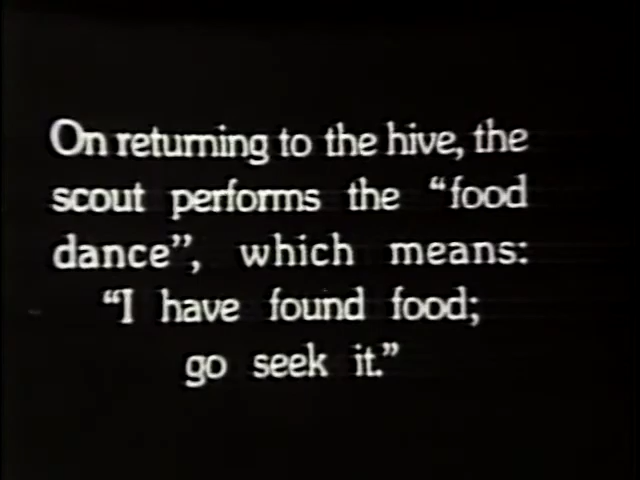 On returning to the hive, the
scout performs the “food
dance”, which means:
“I have found food;
go seek it.”